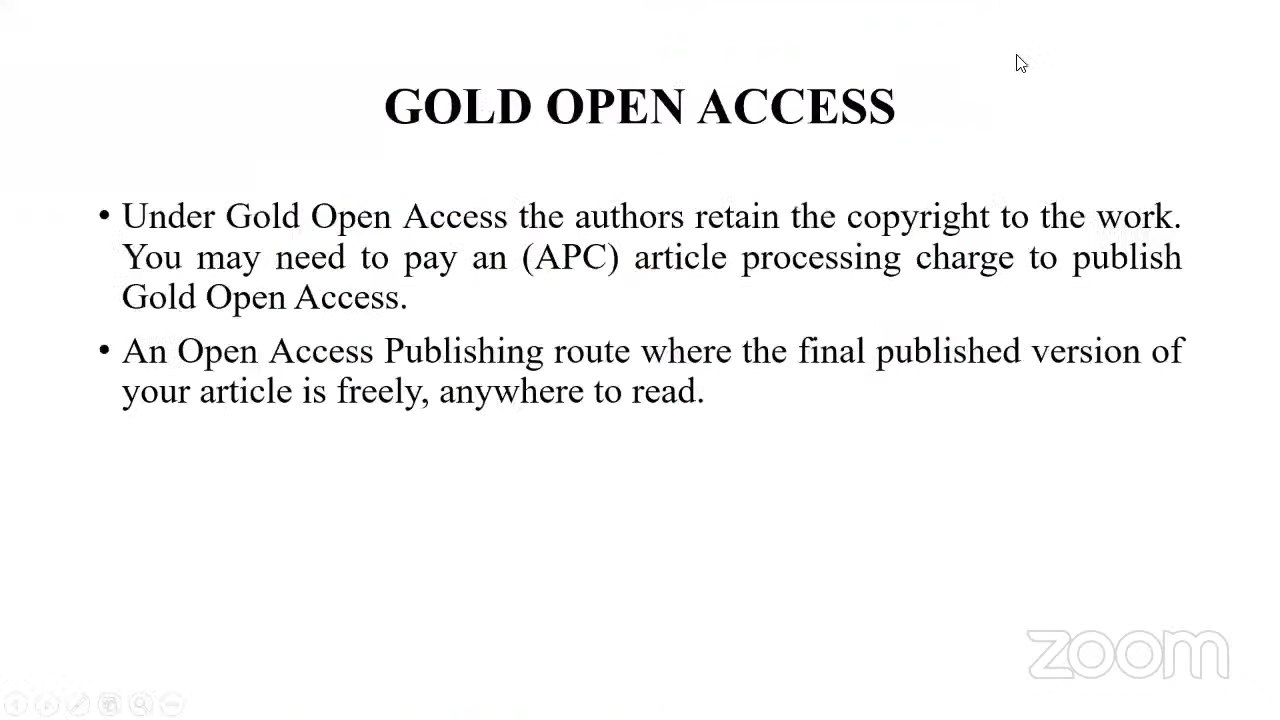 GOLD OPEN ACCESS
• Under Gold Open Access the authors retain the copyright to the work.
You may need to pay an (APC) article processing charge to publish
Gold Open Access.
• An Open Access Publishing route where the final published version of
your article is freely, anywhere to read.
zoom